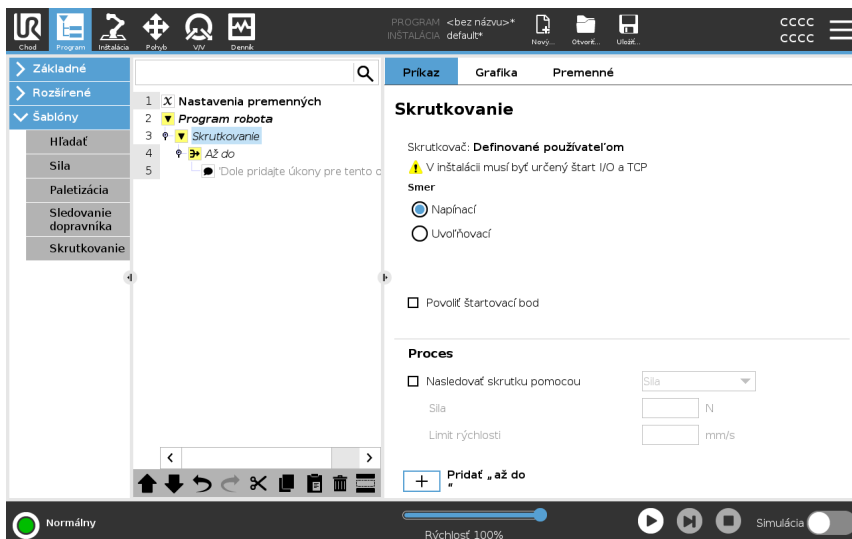 UR
Chod
Program
Inštalácia
Pohyb
V/V
Denník
PROGRAM <bez názvu>*
INŠTALÁCIA default*
Nový...
Otvoriť...
Uložiť...
CCCC
CCCC
Základné
Rozšírené
Šablóny
Hľadať
Sila
Paletizácia
Sledovanie
dopravníka
Skrutkovanie
1 X Nastavenia premenných
2 Program robota
3 Skrutkovanie
4 Až do
5 'Dole pridajte úkony pre tento c
Príkaz
Grafika
Premenné
Skrutkovanie
Skrutkovač: Definované používateľom
V inštalácii musí byť určený štart I/O a TCP
Smer
Napínací
Uvoľňovací
Povoliť štartovací bod
Proces
Nasledovať skrutku pomocou
Sila
Sila
N
Limit rýchlosti
mm/s
Pridať „až do
“
Normálny
Rýchlosť 100%
Simulácia